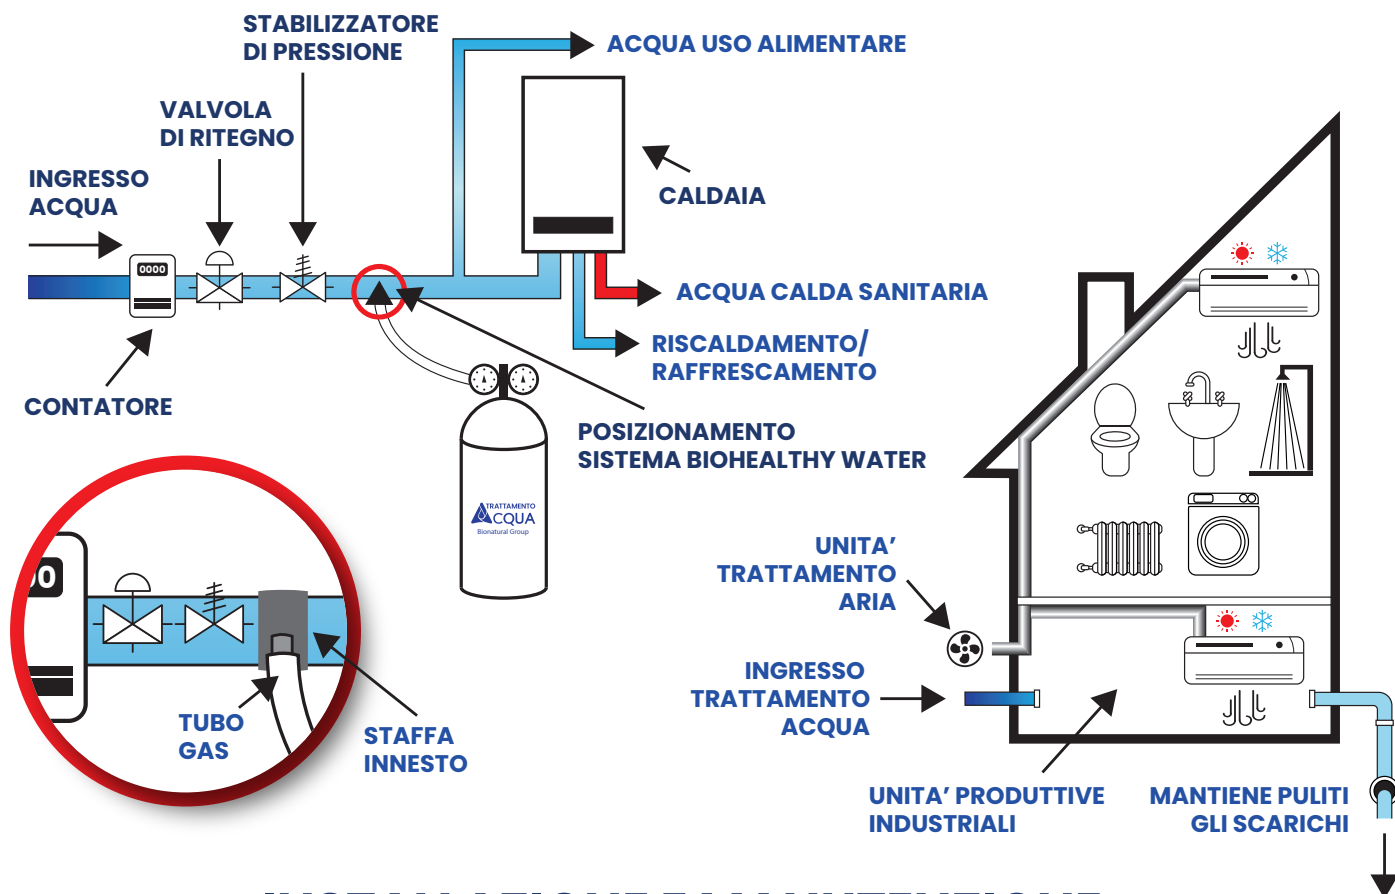 STABILIZZATORE
DI PRESSIONE
ACQUA USO ALIMENTARE
VALVOLA
DI RITEGNO
INGRESSO
ACQUA
CALDAIA
0000
ACQUA CALDA SANITARIA
RISCALDAMENTO/
RAFFRESCAMENTO
CONTATORE
POSIZIONAMENTO
SISTEMA BIOHEALTHY WATER
TRATTAMENTO
ACQUA
Bionatural Group
00
TUBO
GAS
STAFFA
INNESTO
UNITA’
TRATTAMENTO
ARIA
INGRESSO
TRATTAMENTO
ACQUA
UNITA’ PRODUTTIVE
INDUSTRIALI
MANTIENE PULITI
GLI SCARICHI